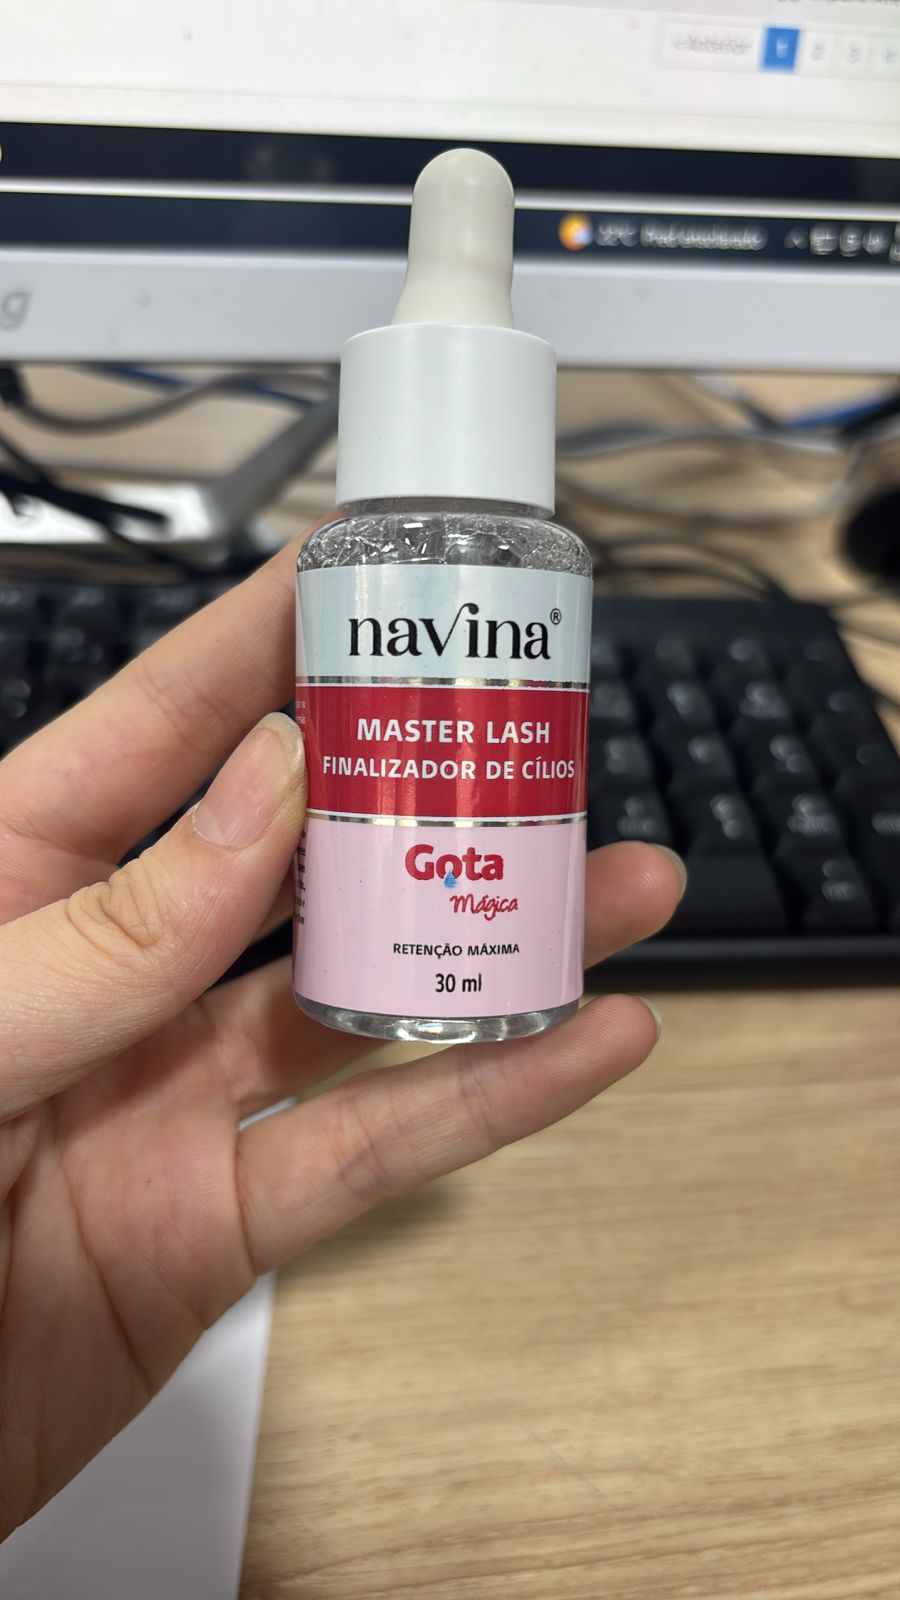 navina®
MASTER LASH
FINALIZADOR DE CÍLIOS
Gota
Mágica
RETENÇÃO MÁXIMA
30 ml
g